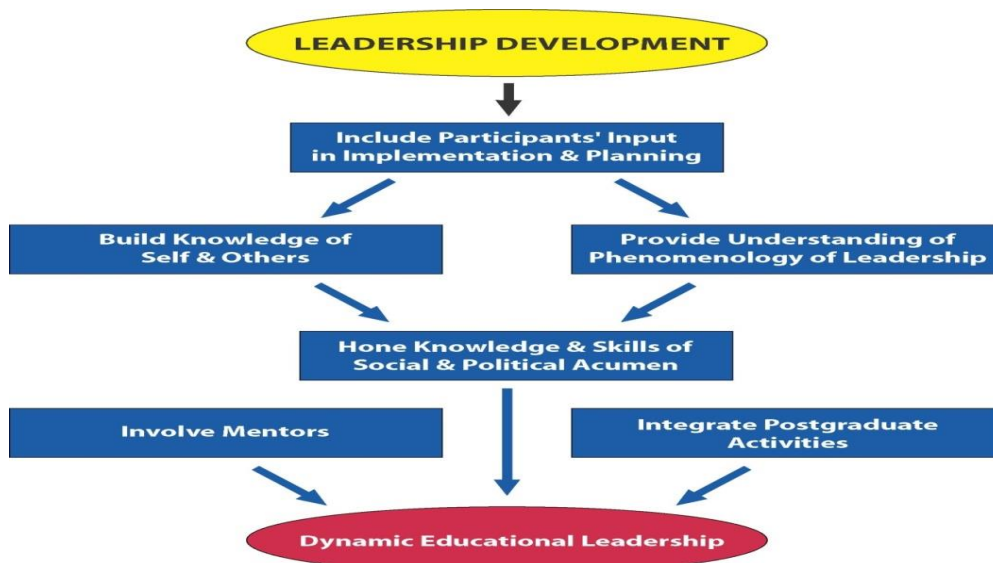 LEADERSHIP DEVELOPMENT
Include Participants' Input
in Implementation & Planning
Build Knowledge of
Self & Others
Provide Understanding of
Phenomenology of Leadership
Hone Knowledge & Skills of
Social & Political Acumen
Involve Mentors
Integrate Postgraduate
Activities
Dynamic Educational Leadership